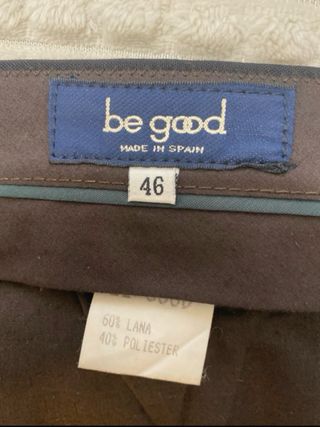 be good
MADE IN SPAIN
46
60% LANA
40% POLIESTER